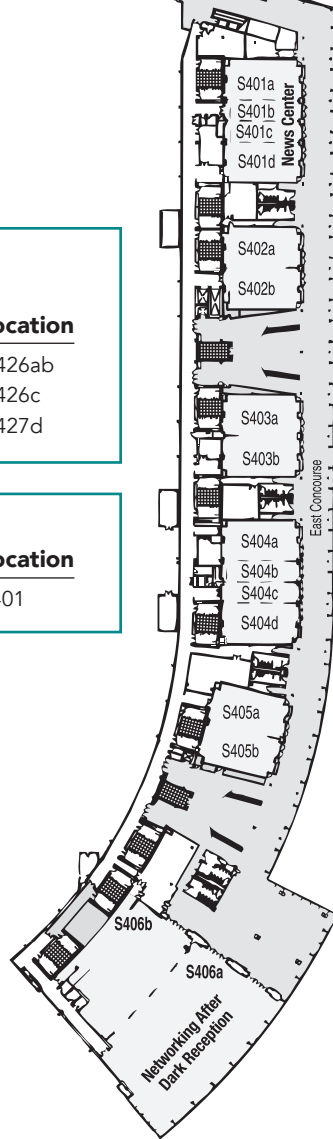 ocation
426ab
426c
427d
ocation
401
S401a
S401b
S401c
S401d
News Center
S402a
S402b
S403a
S403b
East Concourse
S404a
S404b
S404c
S404d
S405a
S405b
S406b
S406a
Networking After
Dark Reception